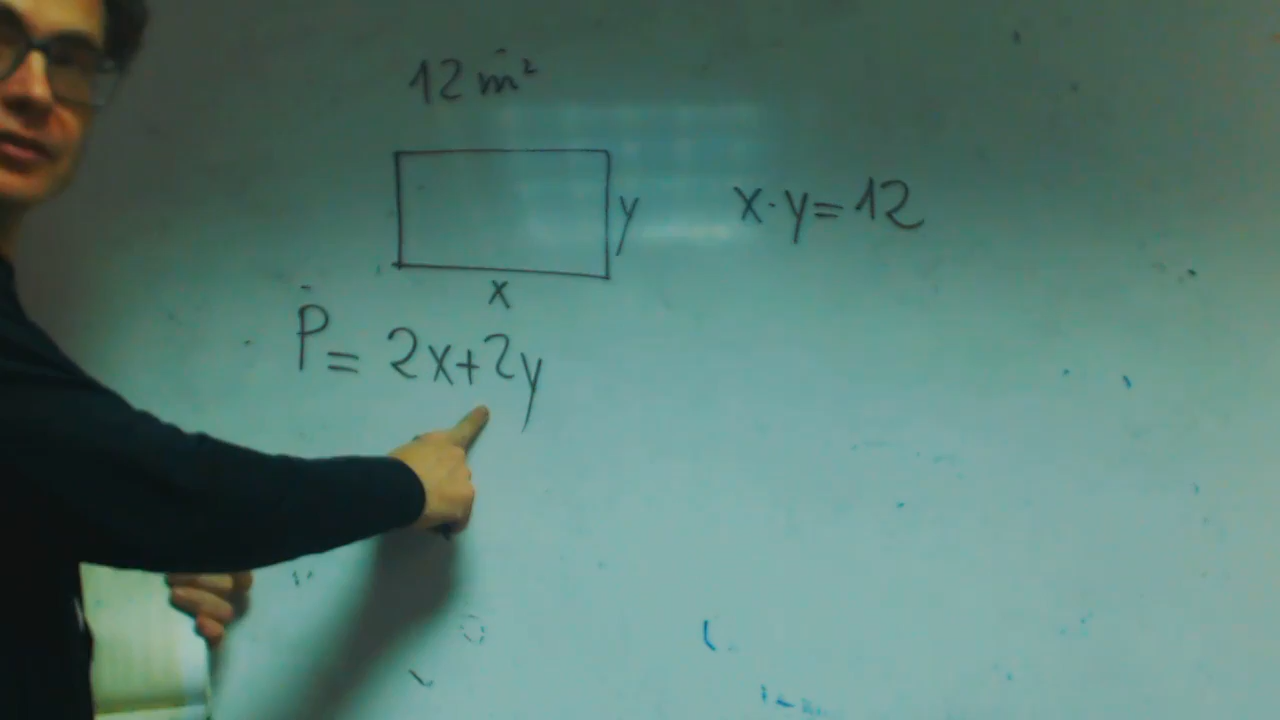 12 m²
y
x · y = 12
x
P = 2x + 2y